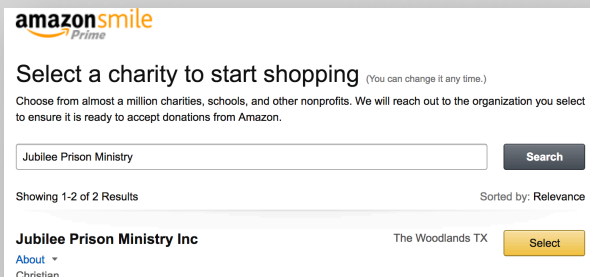 amazonsmile
Prime
Select a charity to start shopping (You can change it any time.)
Choose from almost a million charities, schools, and other nonprofits. We will reach out to the organization you select
to ensure it is ready to accept donations from Amazon.
Jubilee Prison Ministry Search
Showing 1-2 of 2 Results Sorted by: Relevance
Jubilee Prison Ministry Inc The Woodlands TX Select
About
Christian